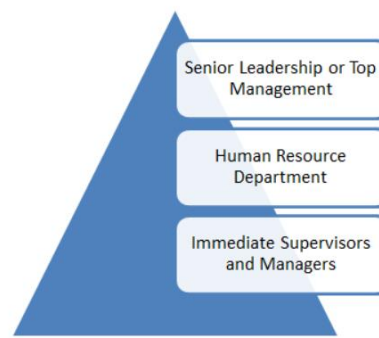 Senior Leadership or Top
Management
Human Resource
Department
Immediate Supervisors
and Managers